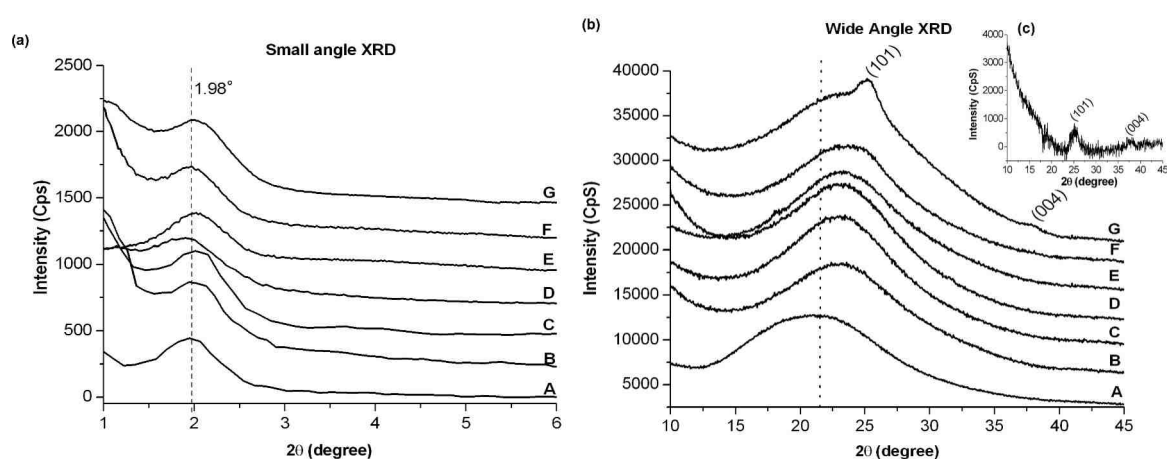 (a)
Small angle XRD
1.98°
2500
2000
1500
1000
500
0
Intensity (Cps)
G
F
E
D
C
B
A
1 2 3 4 5 6
2θ (degree)
(b)
Wide Angle XRD
(101)
(004)
40000
35000
30000
25000
20000
15000
10000
5000
Intensity (CpS)
G
F
E
D
C
B
A
10 15 20 25 30 35 40 45
2θ (degree)
(c)
4000
3000
2000
1000
0
Intensity (CpS)
(101)
(004)
10 15 20 25 30 35 40 45
2θ (degree)